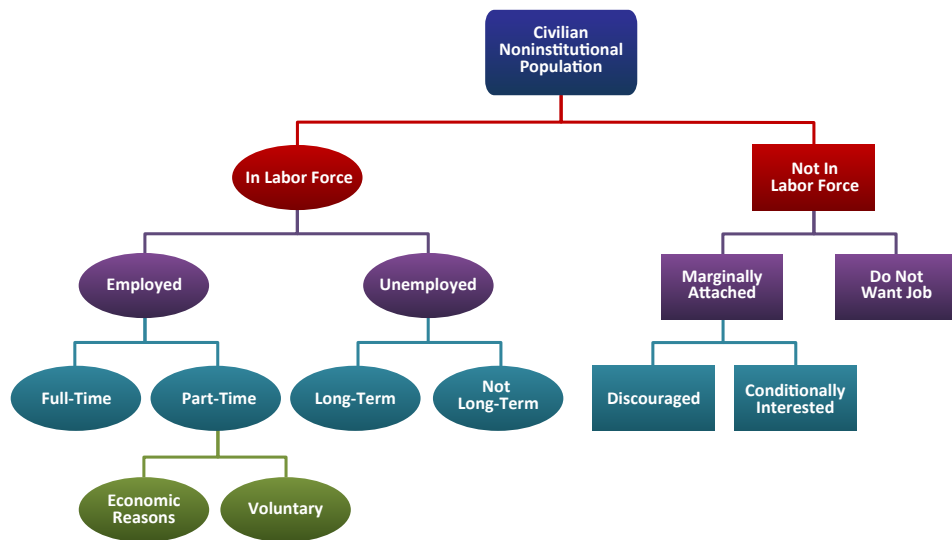 Civilian
Noninstitutional
Population
In Labor Force
Not In
Labor Force
Employed
Unemployed
Marginally
Attached
Do Not
Want Job
Full-Time
Part-Time
Long-Term
Not
Long-Term
Discouraged
Conditionally
Interested
Economic
Reasons
Voluntary